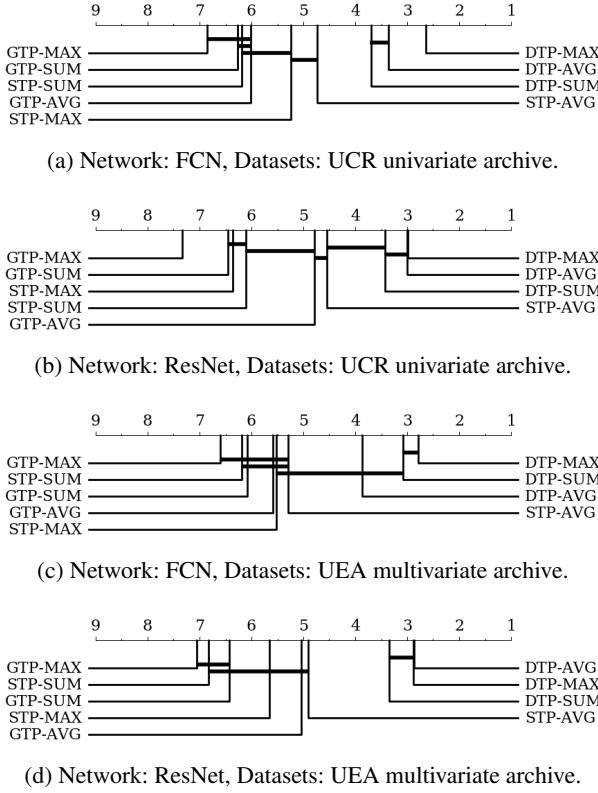 9 8 7 6 5 4 3 2 1
GTP-MAX DTP-MAX
GTP-SUM DTP-AVG
STP-SUM DTP-SUM
GTP-AVG STP-AVG
STP-MAX
(a) Network: FCN, Datasets: UCR univariate archive.
9 8 7 6 5 4 3 2 1
GTP-MAX DTP-MAX
GTP-SUM DTP-AVG
STP-MAX DTP-SUM
STP-SUM STP-AVG
GTP-AVG
(b) Network: ResNet, Datasets: UCR univariate archive.
9 8 7 6 5 4 3 2 1
GTP-MAX DTP-MAX
STP-SUM DTP-SUM
GTP-SUM DTP-AVG
GTP-AVG STP-AVG
STP-MAX
(c) Network: FCN, Datasets: UEA multivariate archive.
9 8 7 6 5 4 3 2 1
GTP-MAX DTP-AVG
STP-SUM DTP-MAX
GTP-SUM DTP-SUM
STP-MAX STP-AVG
GTP-AVG
(d) Network: ResNet, Datasets: UEA multivariate archive.